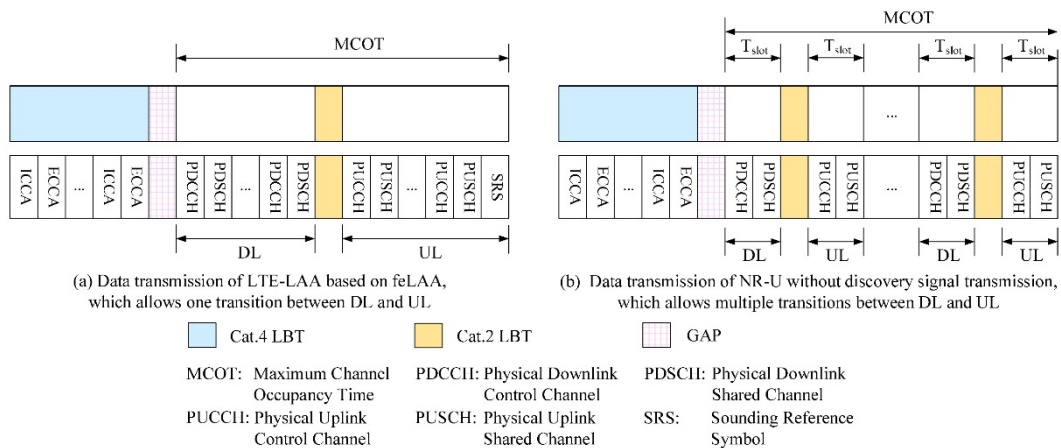 MCOT
ICCA
ECCA
...
ICCA
ECCA
PDCCH
PDSCH
...
PDCCH
PDSCH
PUCCH
PUSCH
...
PUCCH
PUSCH
SRS
DL
UL
(a) Data transmission of LTE-LAA based on feLAA,
which allows one transition between DL and UL
MCOT
Tslot
Tslot
Tslot
Tslot
...
ICCA
ECCA
...
ICCA
ECCA
PDCCH
PDSCH
PUCCH
PUSCH
...
PDCCH
PDSCH
PUCCH
PUSCH
DL
UL
DL
UL
(b) Data transmission of NR-U without discovery signal transmission,
which allows multiple transitions between DL and UL
Cat.4 LBT
Cat.2 LBT
GAP
MCOT: Maximum Channel
Occupancy Time
PDCCH: Physical Downlink
Control Channel
PDSCH: Physical Downlink
Shared Channel
PUCCH: Physical Uplink
Control Channel
PUSCH: Physical Uplink
Shared Channel
SRS: Sounding Reference
Symbol